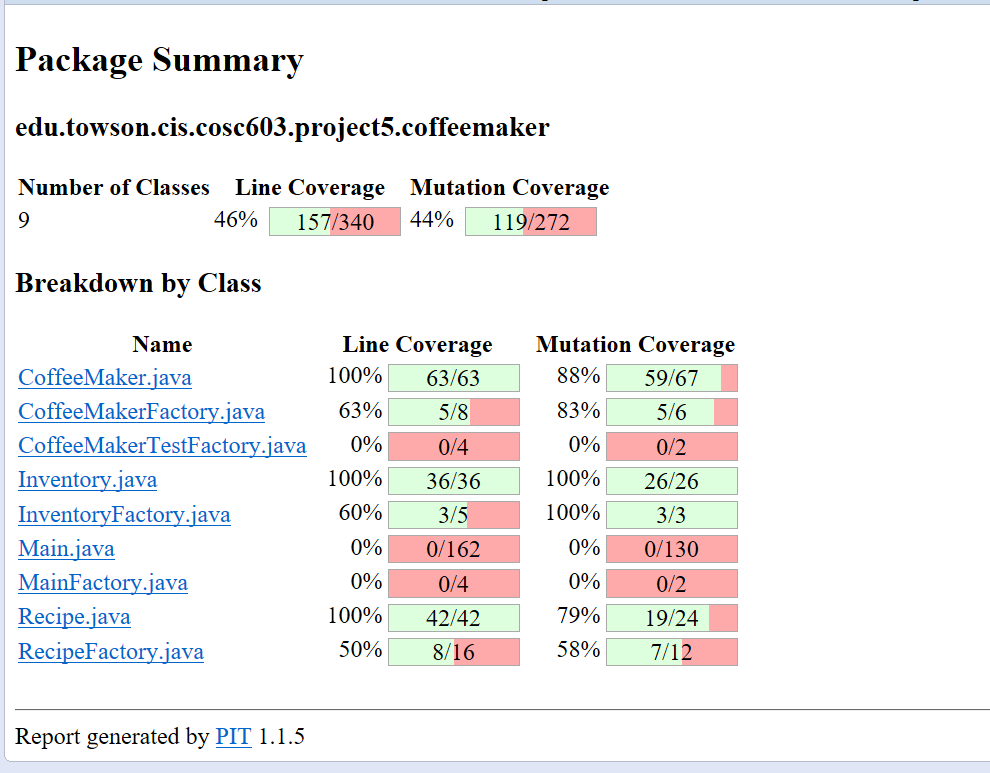 Package Summary
edu.towson.cis.cosc603.project5.coffeemaker
Number of Classes Line Coverage Mutation Coverage
9 46% 157/340 44% 119/272
Breakdown by Class
Name Line Coverage Mutation Coverage
CoffeeMaker.java 100% 63/63 88% 59/67
CoffeeMakerFactory.java 63% 5/8 83% 5/6
CoffeeMakerTestFactory.java 0% 0/4 0% 0/2
Inventory.java 100% 36/36 100% 26/26
InventoryFactory.java 60% 3/5 100% 3/3
Main.java 0% 0/162 0% 0/130
MainFactory.java 0% 0/4 0% 0/2
Recipe.java 100% 42/42 79% 19/24
RecipeFactory.java 50% 8/16 58% 7/12
Report generated by PIT 1.1.5